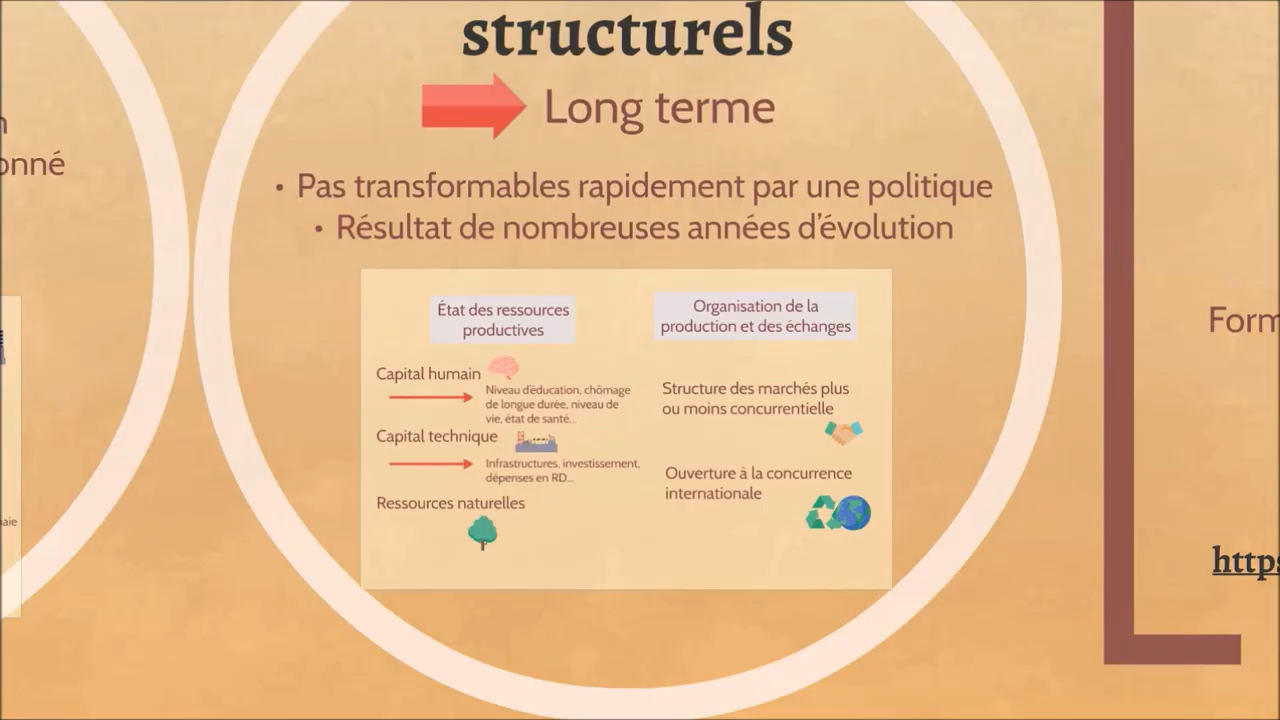 structurels
Long terme
• Pas transformables rapidement par une politique
• Résultat de nombreuses années d'évolution
État des ressources
productives
Capital humain
Niveau d'éducation, chômage
de longue durée, niveau de
vie, état de santé...
Capital technique
Infrastructures, investissement,
dépenses en RD...
Ressources naturelles
Organisation de la
production et des échanges
Structure des marchés plus
ou moins concurrentielle
Ouverture à la concurrence
internationale
onné
aie
Form
https